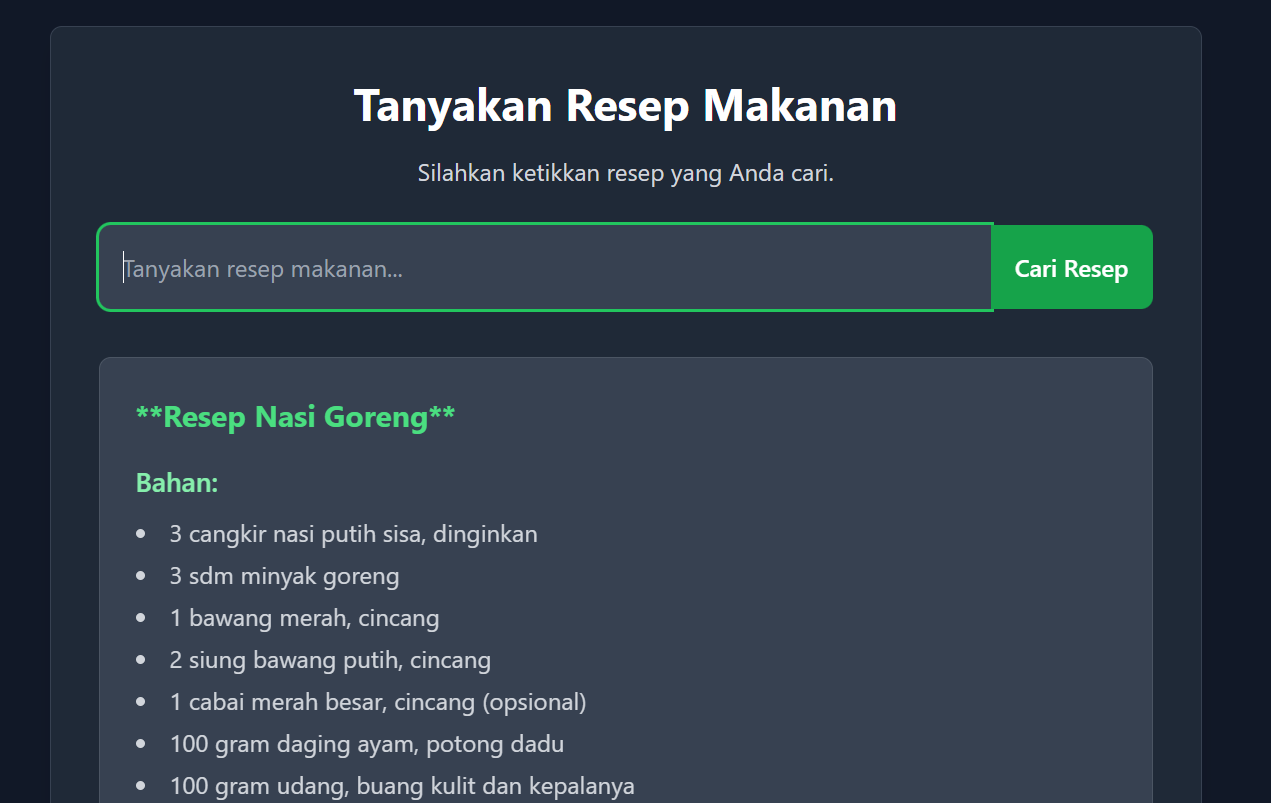 Tanyakan Resep Makanan
Silahkan ketikkan resep yang Anda cari.
Tanyakan resep makanan...
Cari Resep
**Resep Nasi Goreng**
Bahan:
3 cangkir nasi putih sisa, dinginkan
3 sdm minyak goreng
1 bawang merah, cincang
2 siung bawang putih, cincang
1 cabai merah besar, cincang (opsional)
100 gram daging ayam, potong dadu
100 gram udang, buang kulit dan kepalanya